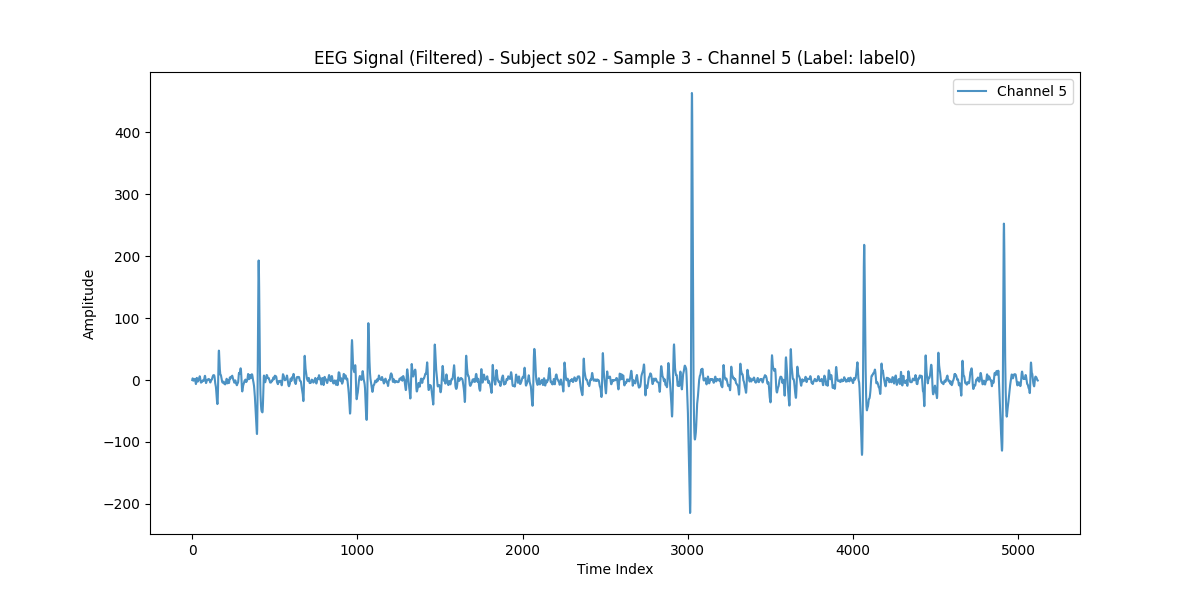 EEG Signal (Filtered) - Subject s02 - Sample 3 - Channel 5 (Label: label0)
Channel 5
400
300
200
100
0
−100
−200
Amplitude
0 1000 2000 3000 4000 5000
Time Index